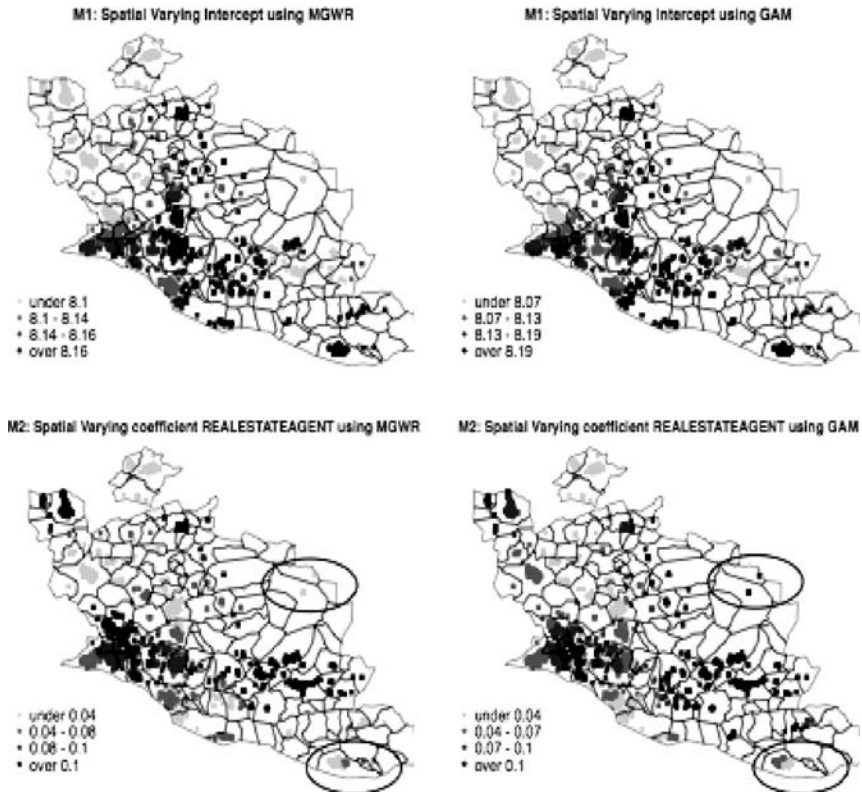 M1: Spatial Varying Intercept using MGWR
M1: Spatial Varying Intercept using GAM
under 8.1
8.1 - 8.14
8.14 - 8.16
over 8.16
under 8.07
8.07 - 8.13
8.13 - 8.19
over 8.19
M2: Spatial Varying coefficient REALESTATEAGENT using MGWR
M2: Spatial Varying coefficient REALESTATEAGENT using GAM
under 0.04
0.04 - 0.08
0.08 - 0.1
over 0.1
under 0.04
0.04 - 0.07
0.07 - 0.1
over 0.1